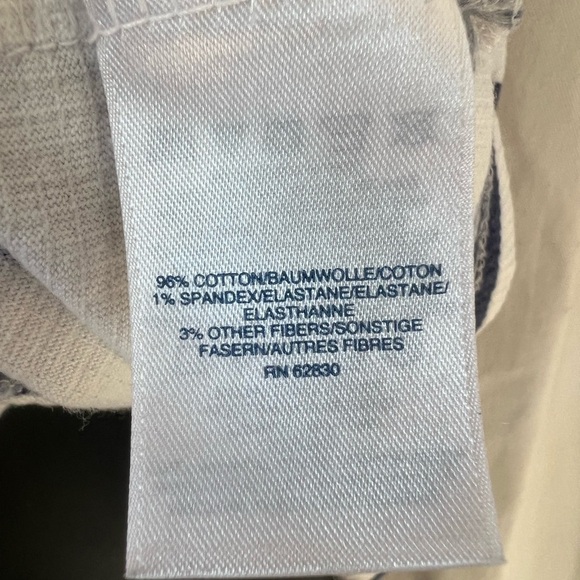 96% COTTON/BAUMWOLLE/COTON
1% SPANDEX/ELASTANE/ELASTANE/
ELASTHANNE
3% OTHER FIBERS/SONSTIGE
FASERN/AUTRES FIBRES
RN 62830